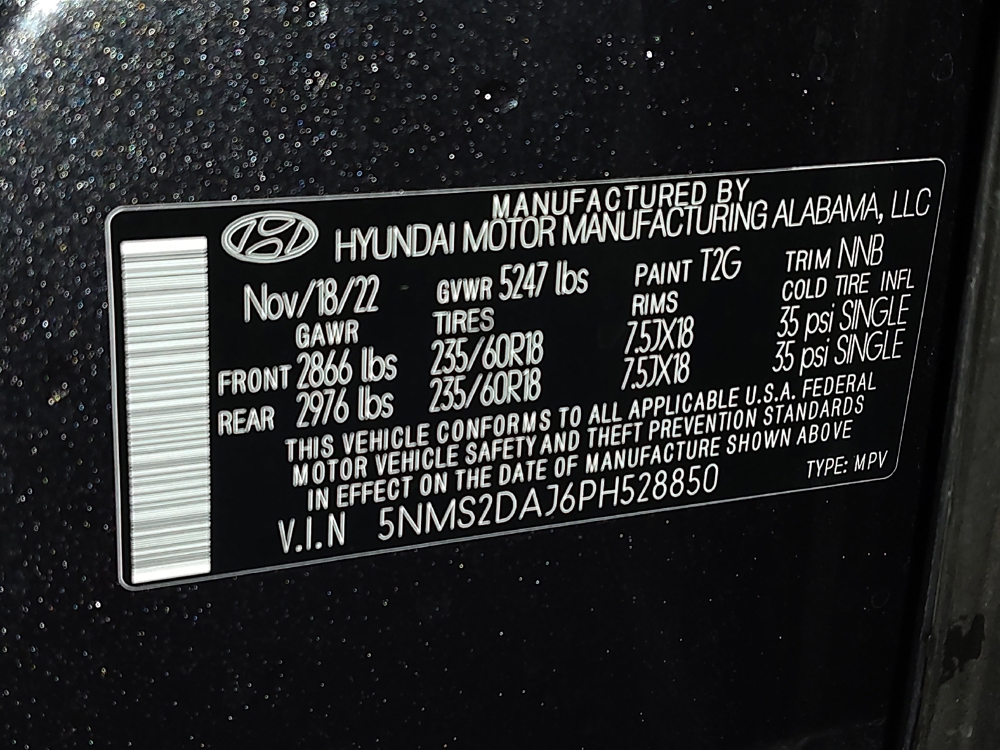 MANUFACTURED BY
HYUNDAI MOTOR MANUFACTURING ALABAMA, LLC
Nov/18/22 GVWR 5247 lbs PAINT T2G TRIM NNB
GAWR TIRES RIMS COLD TIRE INFL
FRONT 2866 lbs 235/60R18 7.5JX18 35 psi SINGLE
REAR 2976 lbs 235/60R18 7.5JX18 35 psi SINGLE
THIS VEHICLE CONFORMS TO ALL APPLICABLE U.S.A. FEDERAL
MOTOR VEHICLE SAFETY AND THEFT PREVENTION STANDARDS
IN EFFECT ON THE DATE OF MANUFACTURE SHOWN ABOVE
V.I.N 5NMS2DAJ6PH528850 TYPE: MPV